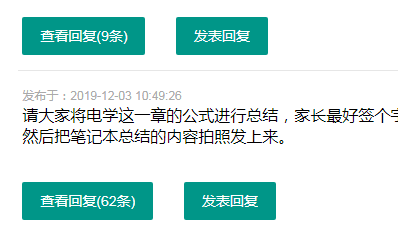 查看回复(9条) 发表回复
发布于：2019-12-03 10:49:26
请大家将电学这一章的公式进行总结，家长最好签个字
然后把笔记本总结的内容拍照发上来。
查看回复(62条) 发表回复